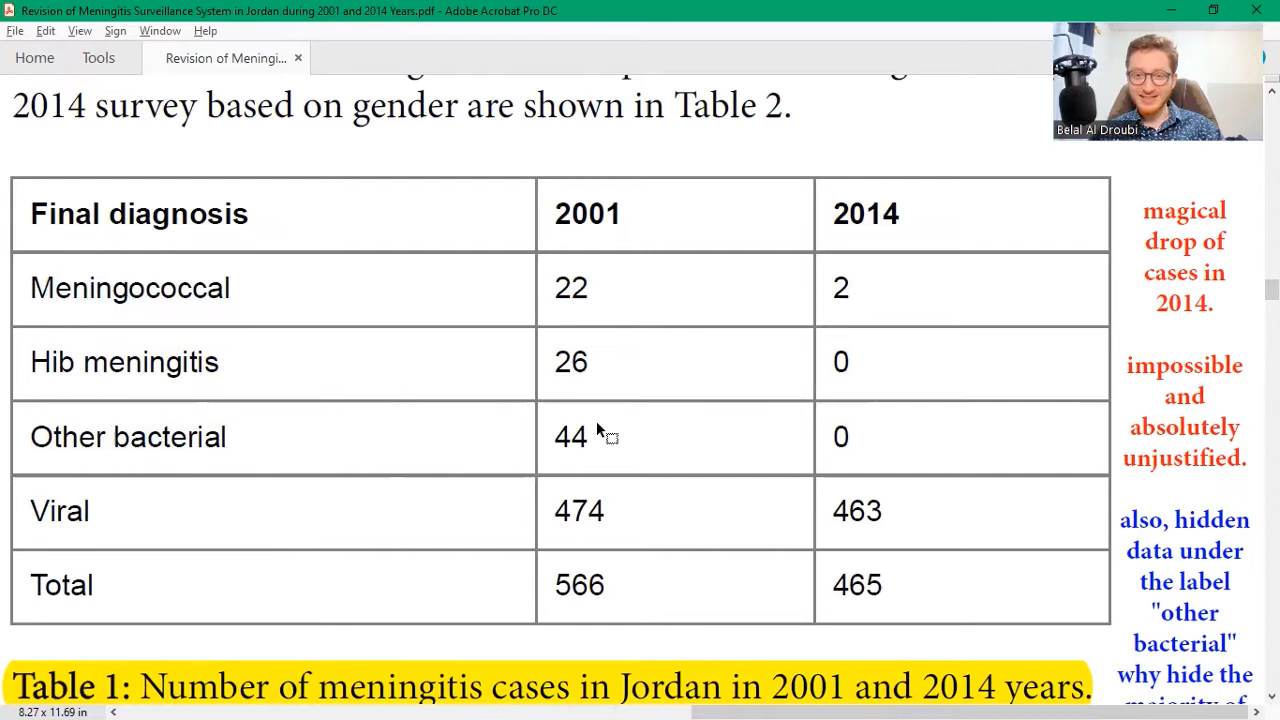 Revision of Meningitis Surveillance System in Jordan during 2001 and 2014 Years.pdf - Adobe Acrobat Pro DC
File Edit View Sign Window Help
Home Tools Revision of Meningi... ×
2014 survey based on gender are shown in Table 2.
Belal Al Droubi
Final diagnosis 2001 2014
Meningococcal 22 2
Hib meningitis 26 0
Other bacterial 44 0
Viral 474 463
Total 566 465
magical
drop of
cases in
2014.
impossible
and
absolutely
unjustified.
also, hidden
data under
the label
"other
bacterial"
why hide the
majority of
Table 1: Number of meningitis cases in Jordan in 2001 and 2014 years.
8.27 x 11.69 in